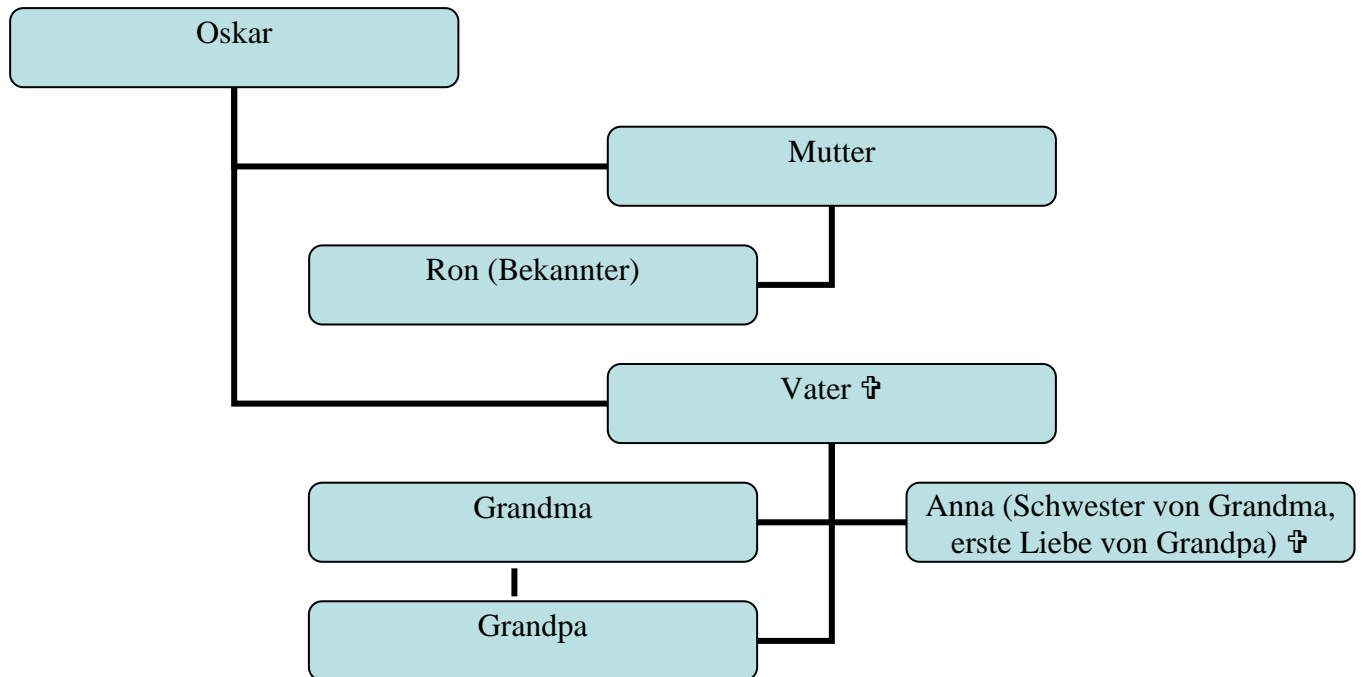 Oskar
Mutter
Ron (Bekannter)
Vater ✞
Grandma
Anna (Schwester von Grandma,
erste Liebe von Grandpa) ✞
Grandpa